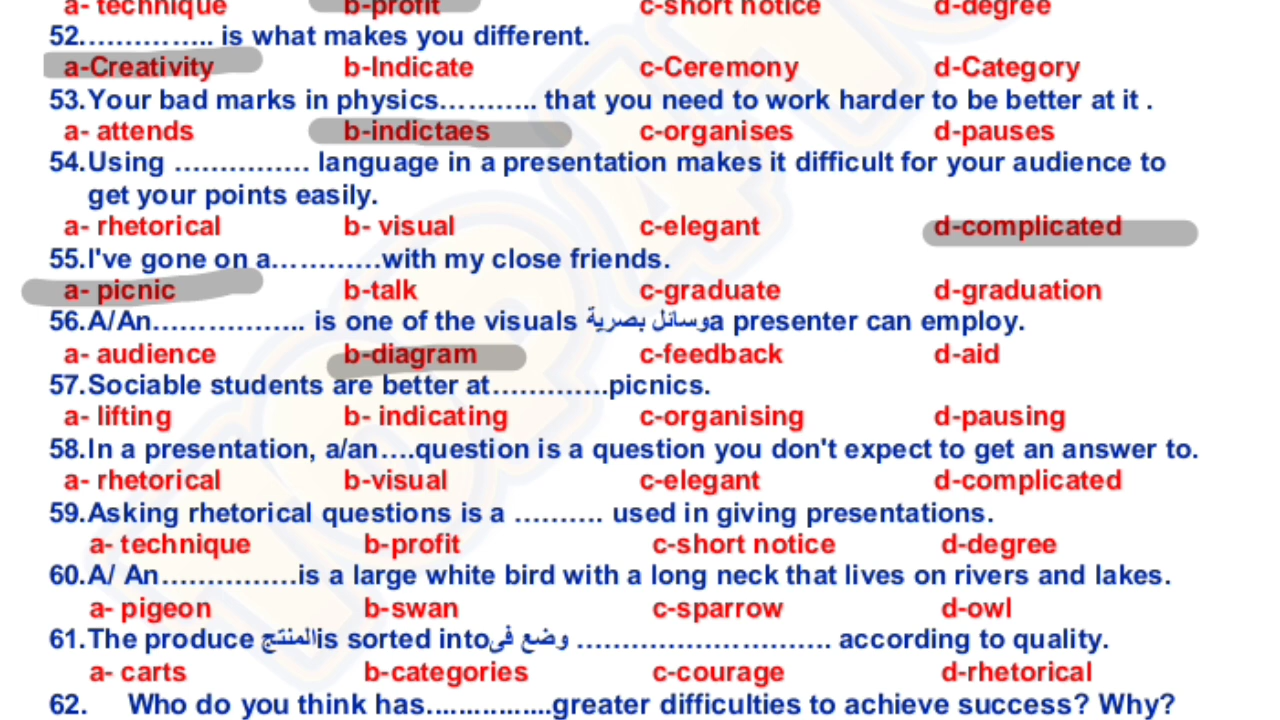 a- technique b-profit c-short notice d-degree
52.………….. is what makes you different.
a-Creativity b-Indicate c-Ceremony d-Category
53.Your bad marks in physics……….. that you need to work harder to be better at it .
a- attends b-indictaes c-organises d-pauses
54.Using …………… language in a presentation makes it difficult for your audience to
get your points easily.
a- rhetorical b- visual c-elegant d-complicated
55.I've gone on a…………with my close friends.
a- picnic b-talk c-graduate d-graduation
56.A/An…………….. is one of the visuals وسائل بصرية a presenter can employ.
a- audience b-diagram c-feedback d-aid
57.Sociable students are better at………….picnics.
a- lifting b- indicating c-organising d-pausing
58.In a presentation, a/an….question is a question you don't expect to get an answer to.
a- rhetorical b-visual c-elegant d-complicated
59.Asking rhetorical questions is a ………. used in giving presentations.
a- technique b-profit c-short notice d-degree
60.A/ An……………is a large white bird with a long neck that lives on rivers and lakes.
a- pigeon b-swan c-sparrow d-owl
61.The produce المنتج is sorted into وضع فى ………………………. according to quality.
a- carts b-categories c-courage d-rhetorical
62. Who do you think has..............greater difficulties to achieve success? Why?